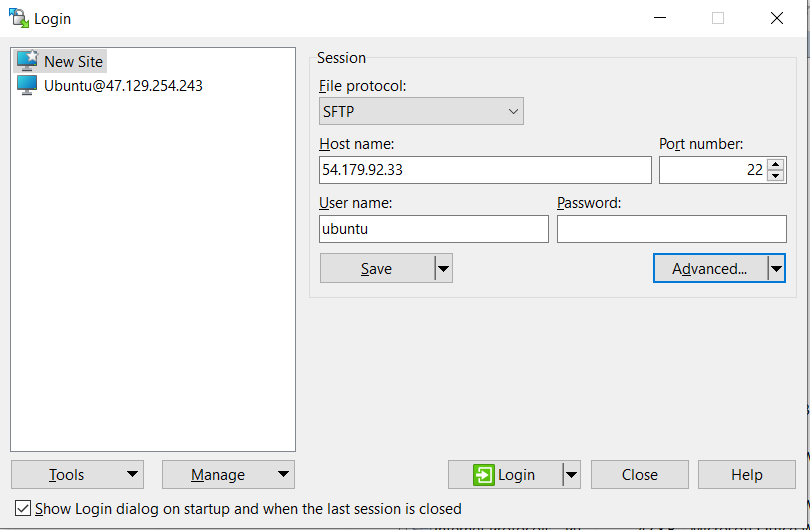 Login
New Site
Ubuntu@47.129.254.243
Session
File protocol:
SFTP
Host name:
Port number:
54.179.92.33
22
User name:
Password:
ubuntu
Save
Advanced...
Tools
Manage
Login
Close
Help
Show Login dialog on startup and when the last session is closed